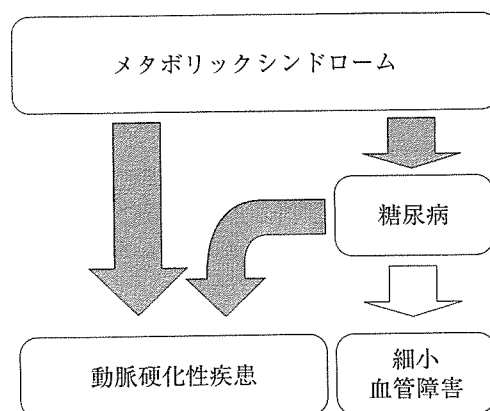 メタボリックシンドローム
糖尿病
動脈硬化性疾患
細小
血管障害